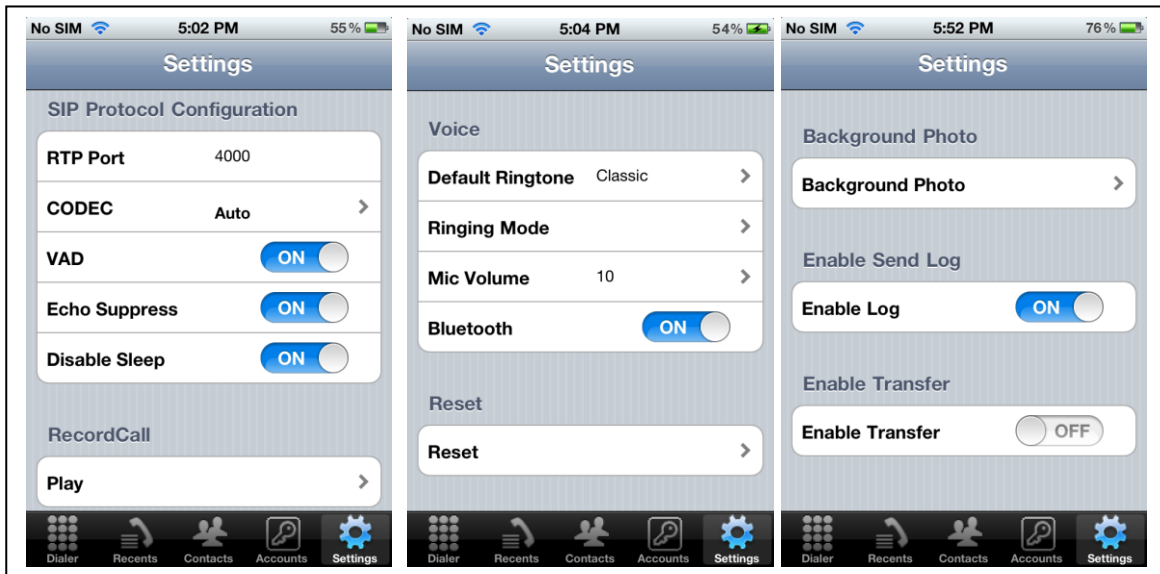 No SIM 5:02 PM 55%
Settings
SIP Protocol Configuration
RTP Port 4000
CODEC Auto
VAD ON
Echo Suppress ON
Disable Sleep ON
RecordCall
Play
Dialer Recents Contacts Accounts Settings
No SIM 5:04 PM 54%
Settings
Voice
Default Ringtone Classic
Ringing Mode
Mic Volume 10
Bluetooth ON
Reset
Reset
Dialer Recents Contacts Accounts Settings
No SIM 5:52 PM 76%
Settings
Background Photo
Background Photo
Enable Send Log
Enable Log ON
Enable Transfer
Enable Transfer OFF
Dialer Recents Contacts Accounts Settings